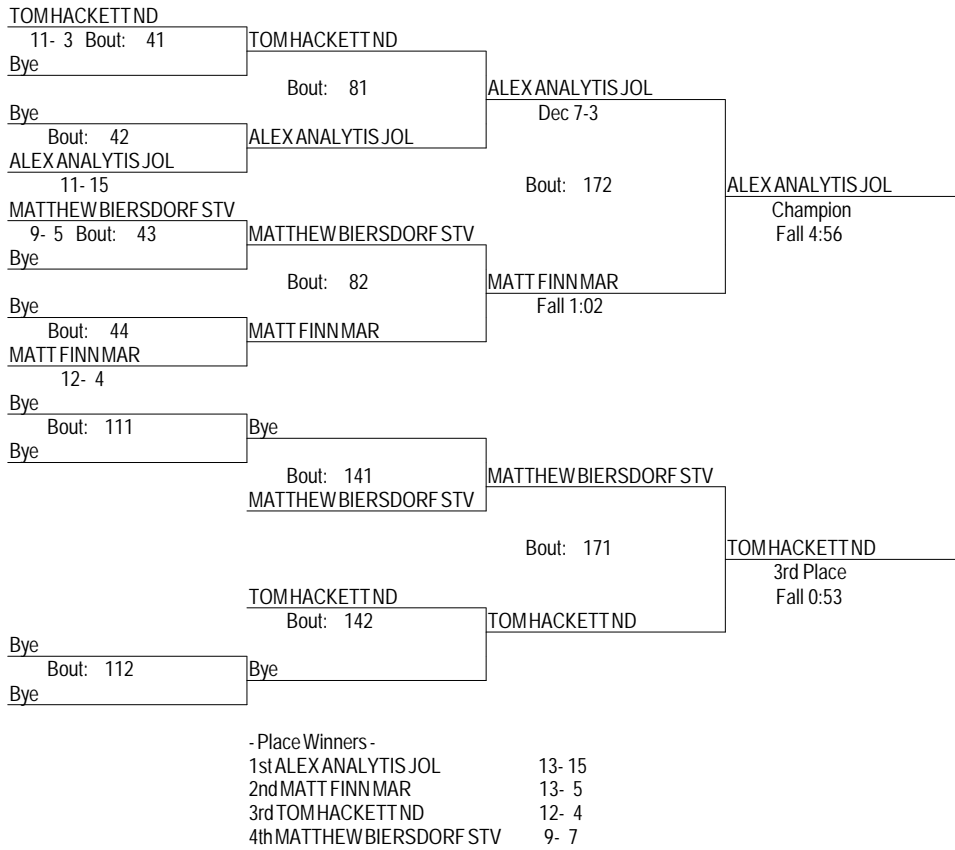 TOM HACKETT ND
11- 3 Bout: 41
TOM HACKETT ND
Bye
Bout: 81
ALEX ANALYTIS JOL
Bye
Dec 7-3
Bout: 42
ALEX ANALYTIS JOL
ALEX ANALYTIS JOL
11- 15
Bout: 172
ALEX ANALYTIS JOL
MATTHEW BIERSDORF STV
Champion
9- 5 Bout: 43
MATTHEW BIERSDORF STV
Fall 4:56
Bye
Bout: 82
MATT FINN MAR
Bye
Fall 1:02
Bout: 44
MATT FINN MAR
MATT FINN MAR
12- 4
Bye
Bout: 111
Bye
Bye
Bout: 141
MATTHEW BIERSDORF STV
MATTHEW BIERSDORF STV
Bout: 171
TOM HACKETT ND
3rd Place
TOM HACKETT ND
Fall 0:53
Bout: 142
TOM HACKETT ND
Bye
Bout: 112
Bye
Bye
- Place Winners -
1st ALEX ANALYTIS JOL 13- 15
2nd MATT FINN MAR 13- 5
3rd TOM HACKETT ND 12- 4
4th MATTHEW BIERSDORF STV 9- 7